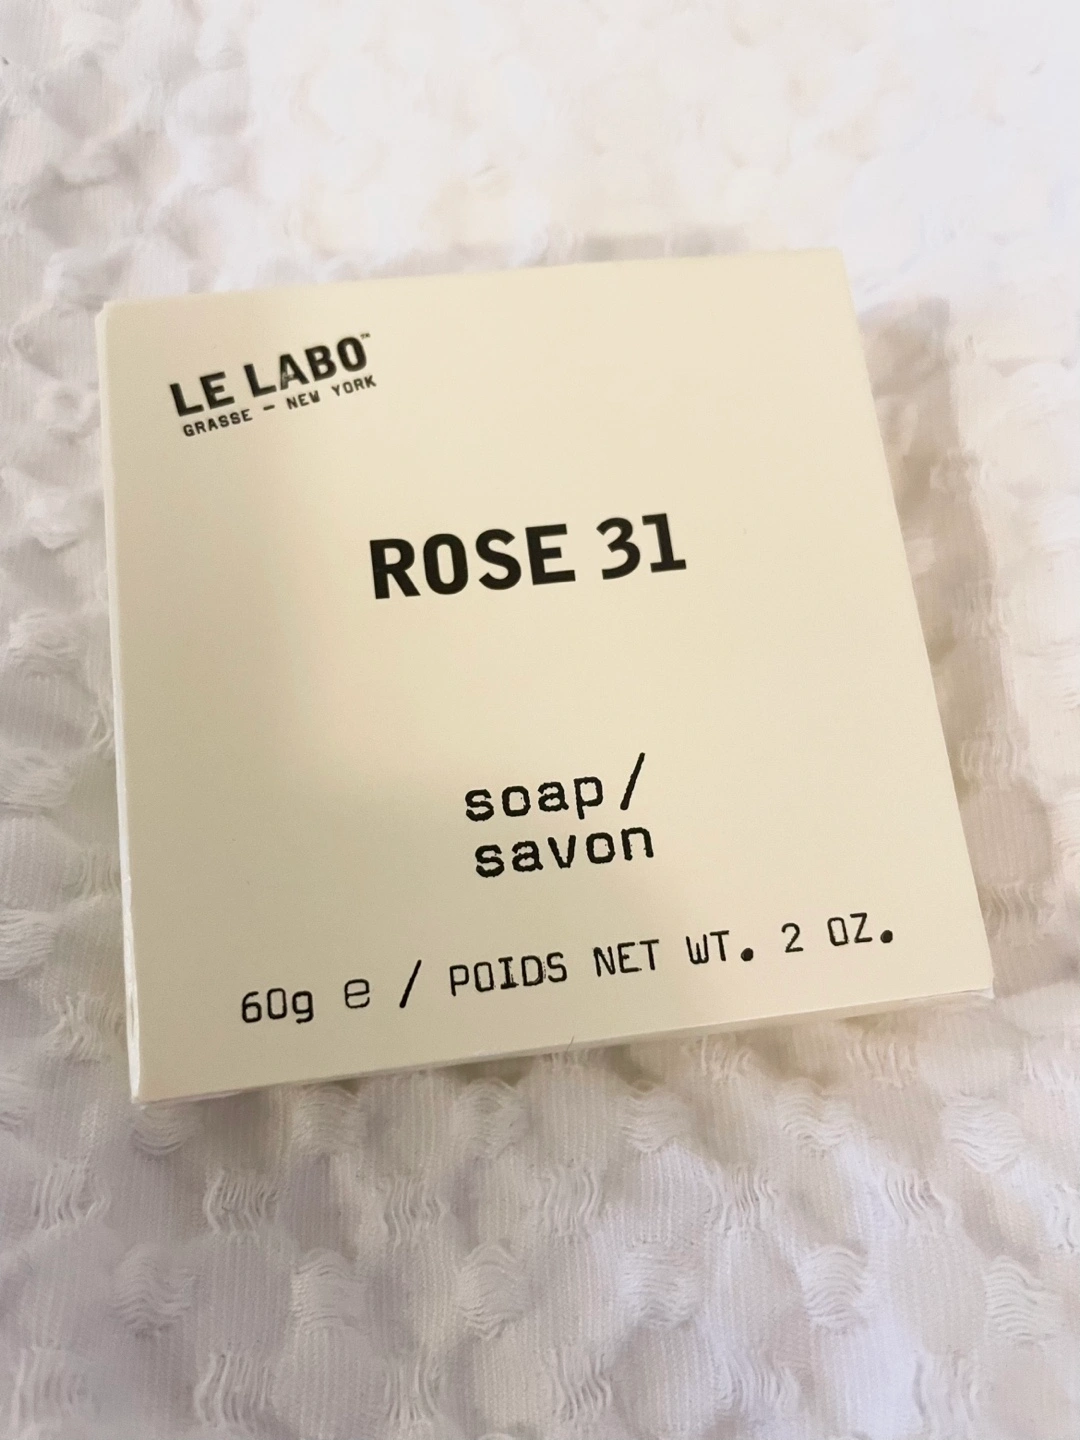 LE LABO™
GRASSE – NEW YORK
ROSE 31
soap/
savon
60g e / POIDS NET WT. 2 OZ.